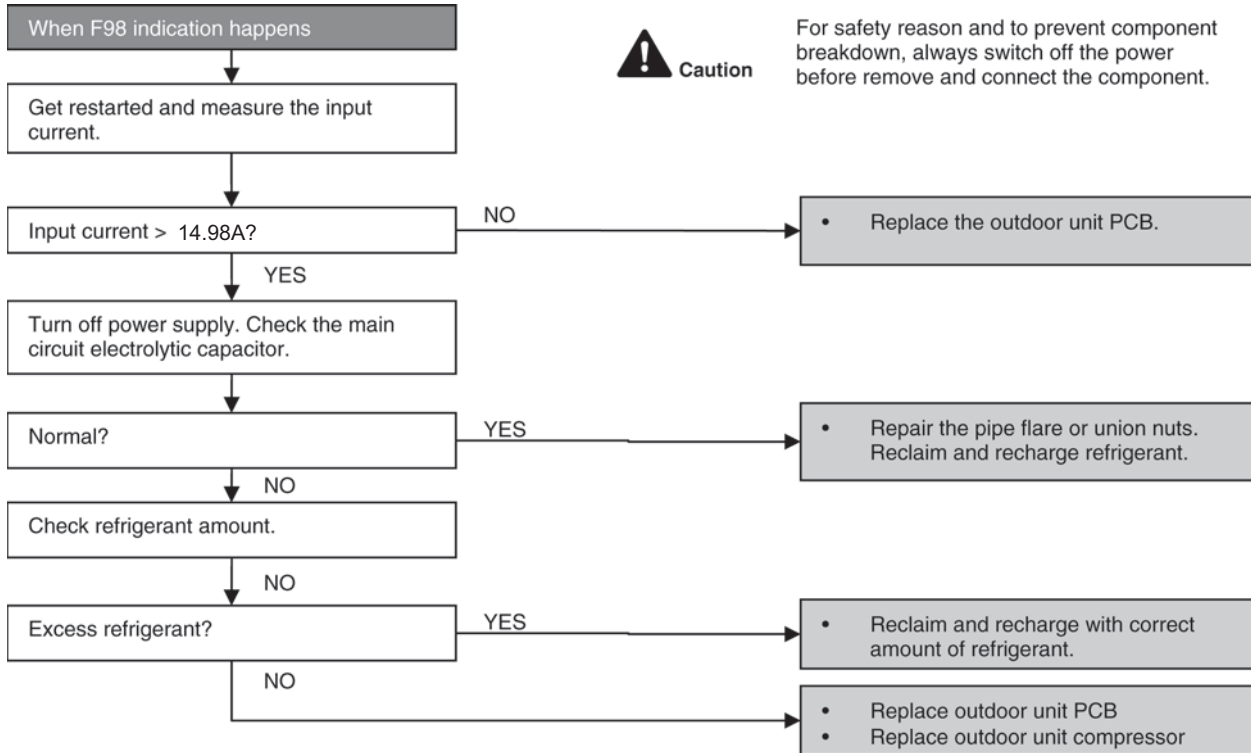 When F98 indication happens
Caution
For safety reason and to prevent component
breakdown, always switch off the power
before remove and connect the component.
Get restarted and measure the input
current.
Input current > 14.98A?
NO
• Replace the outdoor unit PCB.
YES
Turn off power supply. Check the main
circuit electrolytic capacitor.
Normal?
YES
• Repair the pipe flare or union nuts.
Reclaim and recharge refrigerant.
NO
Check refrigerant amount.
NO
Excess refrigerant?
YES
• Reclaim and recharge with correct
amount of refrigerant.
NO
• Replace outdoor unit PCB
• Replace outdoor unit compressor